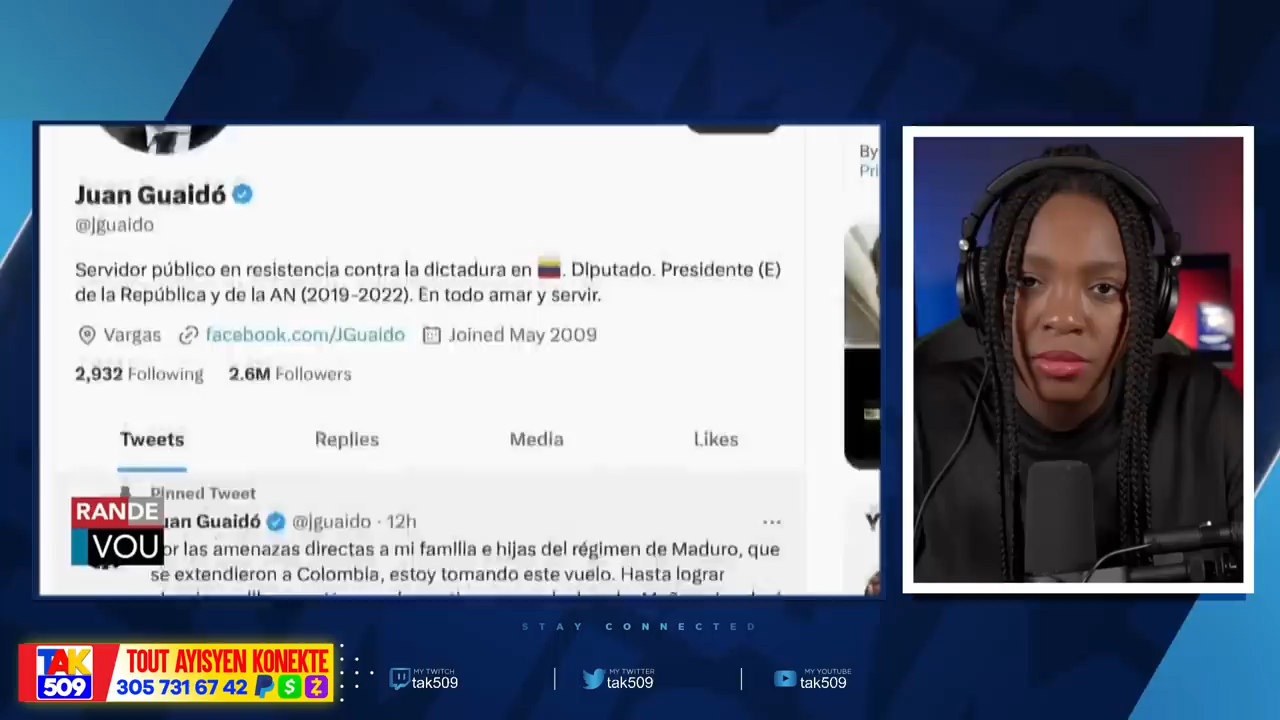 By
Pri
Juan Guaidó
@jguaido
Servidor público en resistencia contra la dictadura en 🇻🇪. Diputado. Presidente (E)
de la República y de la AN (2019-2022). En todo amar y servir.
Vargas facebook.com/JGuaido Joined May 2009
2,932 Following 2.6M Followers
Tweets Replies Media Likes
Pinned Tweet
Juan Guaidó @jguaido · 12h
Por las amenazas directas a mi familia e hijas del régimen de Maduro, que
se extendieron a Colombia, estoy tomando este vuelo. Hasta lograr
RANDE
VOU
STAY CONNECTED
TAK
509
TOUT AYISYEN KONEKTE
305 731 67 42
MY TWITCH
tak509
MY TWITTER
tak509
MY YOUTUBE
tak509